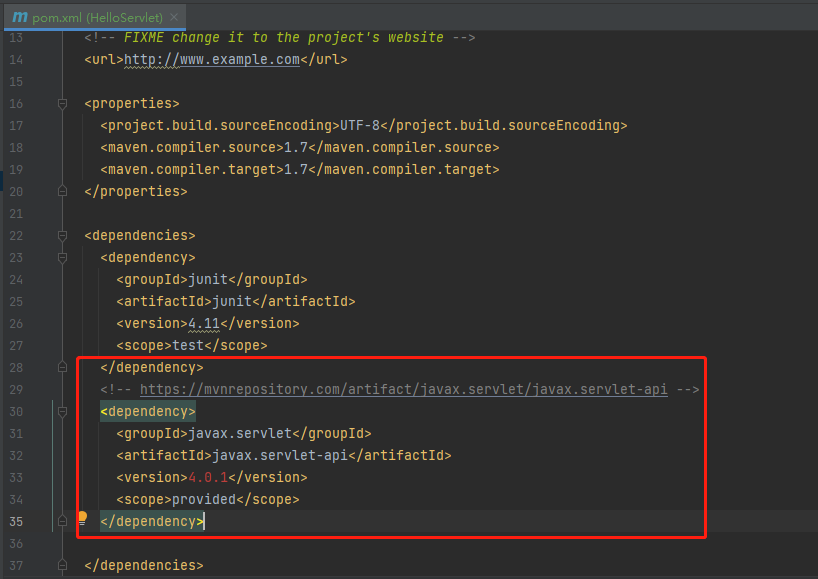 m pom.xml (HelloServlet) ×
13 <!-- FIXME change it to the project's website -->
14 <url>http://www.example.com</url>
15
16 <properties>
17 <project.build.sourceEncoding>UTF-8</project.build.sourceEncoding>
18 <maven.compiler.source>1.7</maven.compiler.source>
19 <maven.compiler.target>1.7</maven.compiler.target>
20 </properties>
21
22 <dependencies>
23 <dependency>
24 <groupId>junit</groupId>
25 <artifactId>junit</artifactId>
26 <version>4.11</version>
27 <scope>test</scope>
28 </dependency>
29 <!-- https://mvnrepository.com/artifact/javax.servlet/javax.servlet-api -->
30 <dependency>
31 <groupId>javax.servlet</groupId>
32 <artifactId>javax.servlet-api</artifactId>
33 <version>4.0.1</version>
34 <scope>provided</scope>
35 </dependency>
36
37 </dependencies>